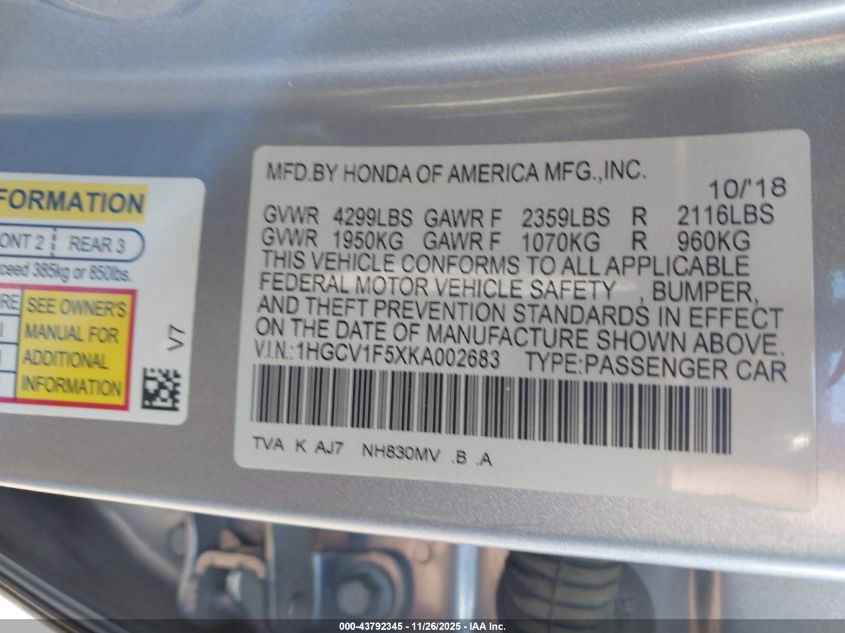 FORMATION
ONT 2 REAR 3
ceed 385kg or 850lbs.
RE SEE OWNER'S
MANUAL FOR
ADDITIONAL
INFORMATION
V7
MFD.BY HONDA OF AMERICA MFG.,INC.
10/'18
GVWR 4299LBS GAWR F 2359LBS R 2116LBS
GVWR 1950KG GAWR F 1070KG R 960KG
THIS VEHICLE CONFORMS TO ALL APPLICABLE
FEDERAL MOTOR VEHICLE SAFETY , BUMPER,
AND THEFT PREVENTION STANDARDS IN EFFECT
ON THE DATE OF MANUFACTURE SHOWN ABOVE.
V.I.N.:1HGCV1F5XKA002683 TYPE:PASSENGER CAR
TVA K AJ7 NH830MV .B .A
000-43792345 | 11/26/2025 | IAA Inc.